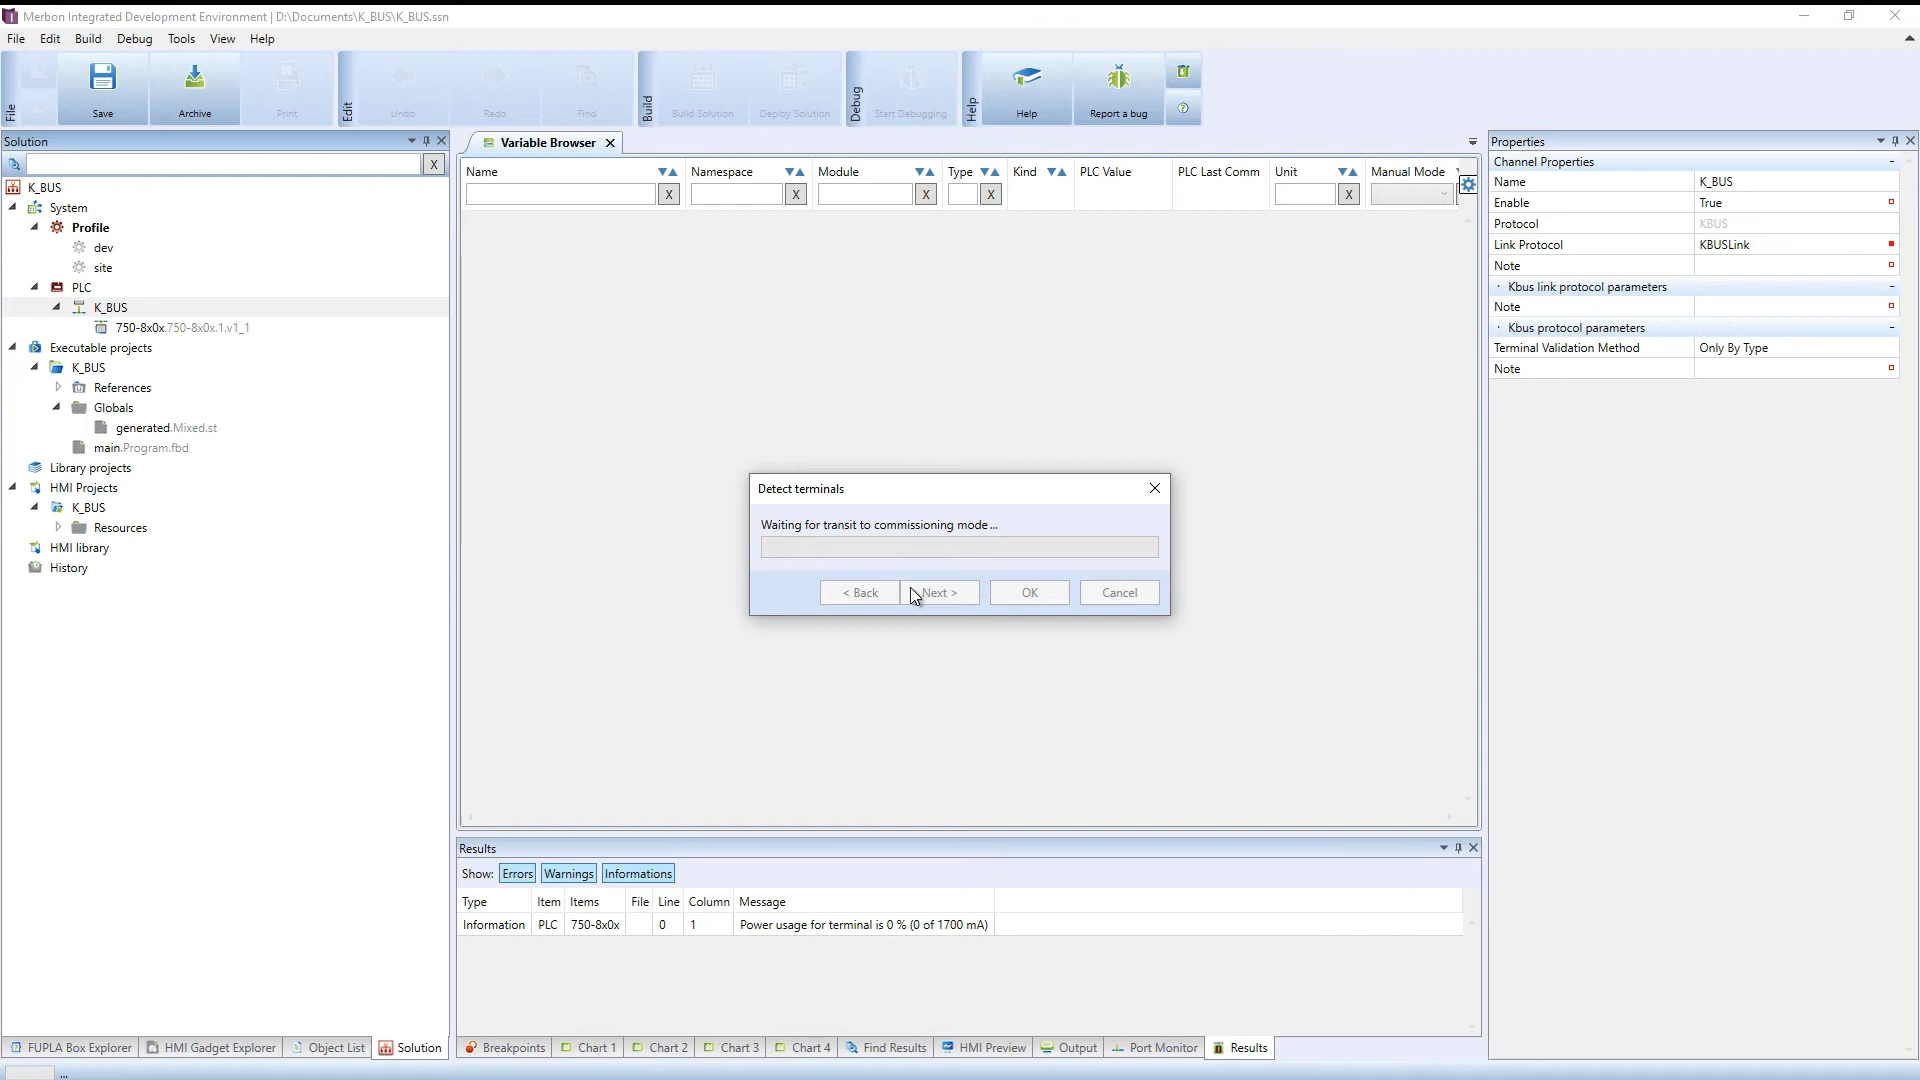 Merbon Integrated Development Environment | D:\Documents\K_BUS\K_BUS.ssn
File Edit Build Debug Tools View Help
File
Save
Archive
Print
Edit
Undo
Redo
Find
Build
Build Solution
Deploy Solution
Debug
Start Debugging
Help
Help
Report a bug
Solution
X
K_BUS
System
Profile
dev
site
PLC
K_BUS
750-8x0x.750-8x0x.1.v1_1
Executable projects
K_BUS
References
Globals
generated.Mixed.st
main.Program.fbd
Library projects
HMI Projects
K_BUS
Resources
HMI library
History
FUPLA Box Explorer HMI Gadget Explorer Object List Solution
...
Variable Browser
Name Namespace Module Type Kind PLC Value PLC Last Comm Unit Manual Mode
X X X X X
Detect terminals
Waiting for transit to commissioning mode...
< Back Next > OK Cancel
Results
Show: Errors Warnings Informations
Type Item Items File Line Column Message
Information PLC 750-8x0x 0 1 Power usage for terminal is 0 % (0 of 1700 mA)
Breakpoints Chart 1 Chart 2 Chart 3 Chart 4 Find Results HMI Preview Output Port Monitor Results
Properties
Channel Properties
Name K_BUS
Enable True
Protocol KBUS
Link Protocol KBUSLink
Note
Kbus link protocol parameters
Note
Kbus protocol parameters
Terminal Validation Method Only By Type
Note